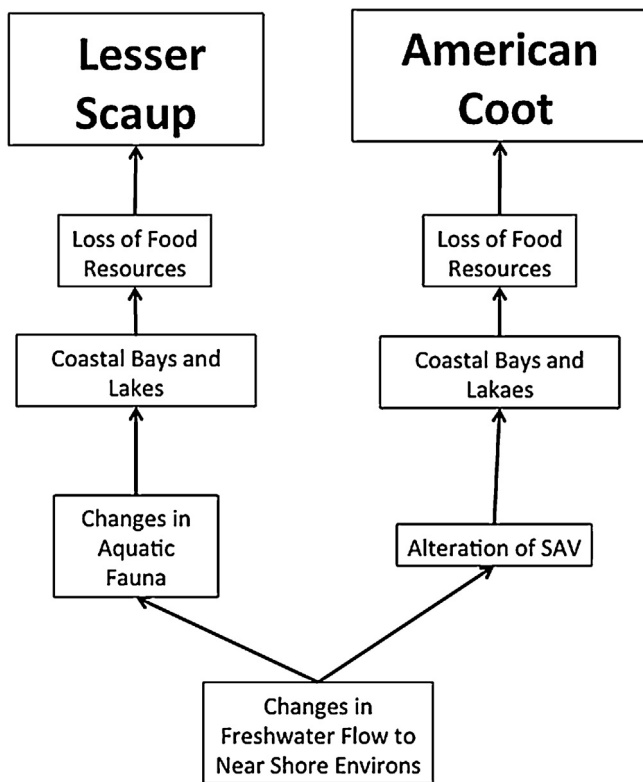 Lesser
Scaup
American
Coot
Loss of Food
Resources
Loss of Food
Resources
Coastal Bays and
Lakes
Coastal Bays and
Lakaes
Changes in
Aquatic
Fauna
Alteration of SAV
Changes in
Freshwater Flow to
Near Shore Environs